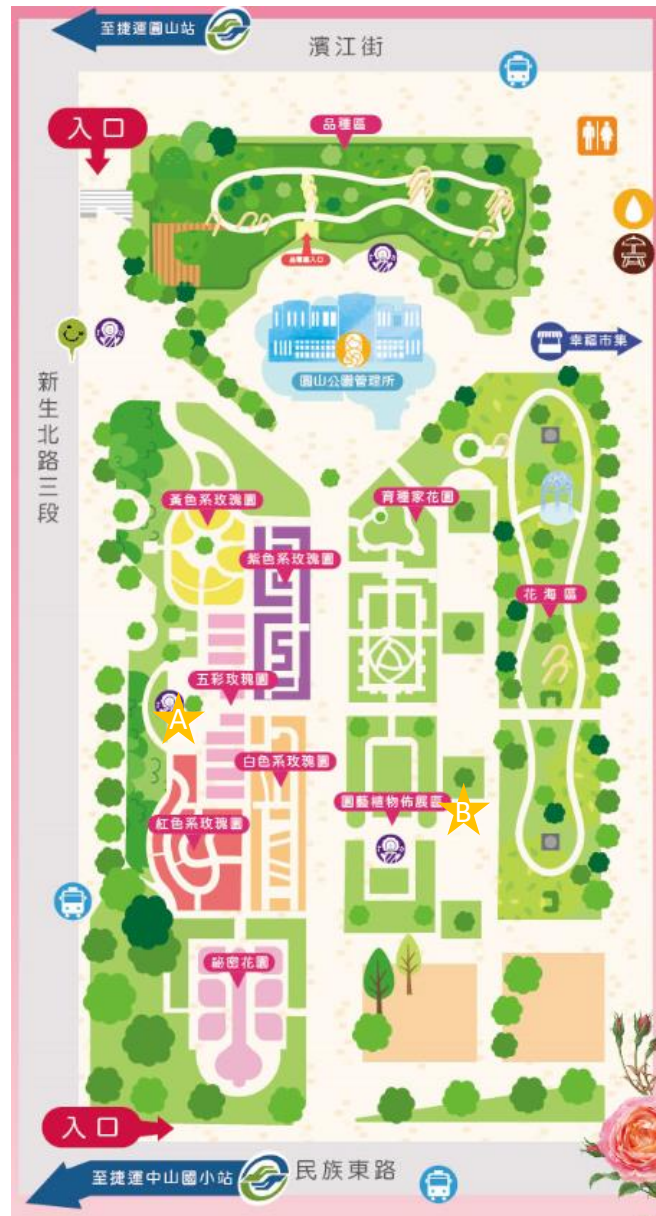 至捷運圓山站
濱江街
入口
品種區
品種區入口
幸福市集
圓山公園管理所
新生北路三段
黃色系玫瑰園
育種家花園
紫色系玫瑰園
花海區
五彩玫瑰園
A
白色系玫瑰園
園藝植物佈展區
B
紅色系玫瑰園
祕密花園
入口
至捷運中山國小站
民族東路